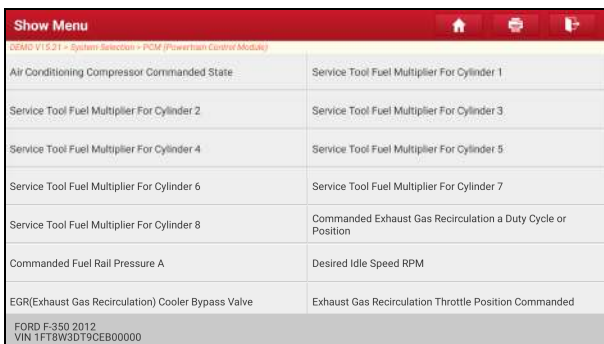 Show Menu
DEMO V15.21 > System Selection > PCM (Powertrain Control Module)
Air Conditioning Compressor Commanded State
Service Tool Fuel Multiplier For Cylinder 1
Service Tool Fuel Multiplier For Cylinder 2
Service Tool Fuel Multiplier For Cylinder 3
Service Tool Fuel Multiplier For Cylinder 4
Service Tool Fuel Multiplier For Cylinder 5
Service Tool Fuel Multiplier For Cylinder 6
Service Tool Fuel Multiplier For Cylinder 7
Service Tool Fuel Multiplier For Cylinder 8
Commanded Exhaust Gas Recirculation a Duty Cycle or
Position
Commanded Fuel Rail Pressure A
Desired Idle Speed RPM
EGR(Exhaust Gas Recirculation) Cooler Bypass Valve
Exhaust Gas Recirculation Throttle Position Commanded
FORD F-350 2012
VIN 1FT8W3DT9CEB00000